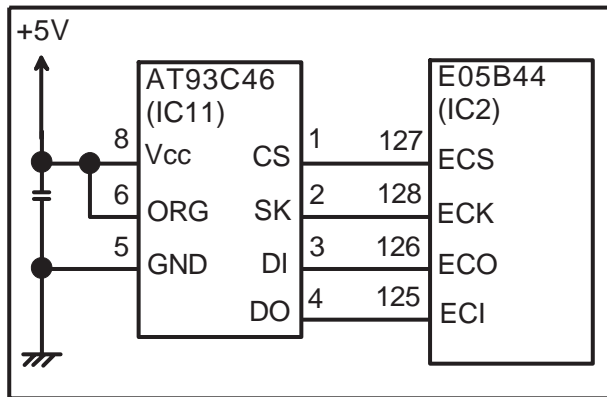 +5V
AT93C46
(IC11)
E05B44
(IC2)
8 Vcc CS 1 127 ECS
6 ORG SK 2 128 ECK
5 GND DI 3 126 ECO
DO 4 125 ECI